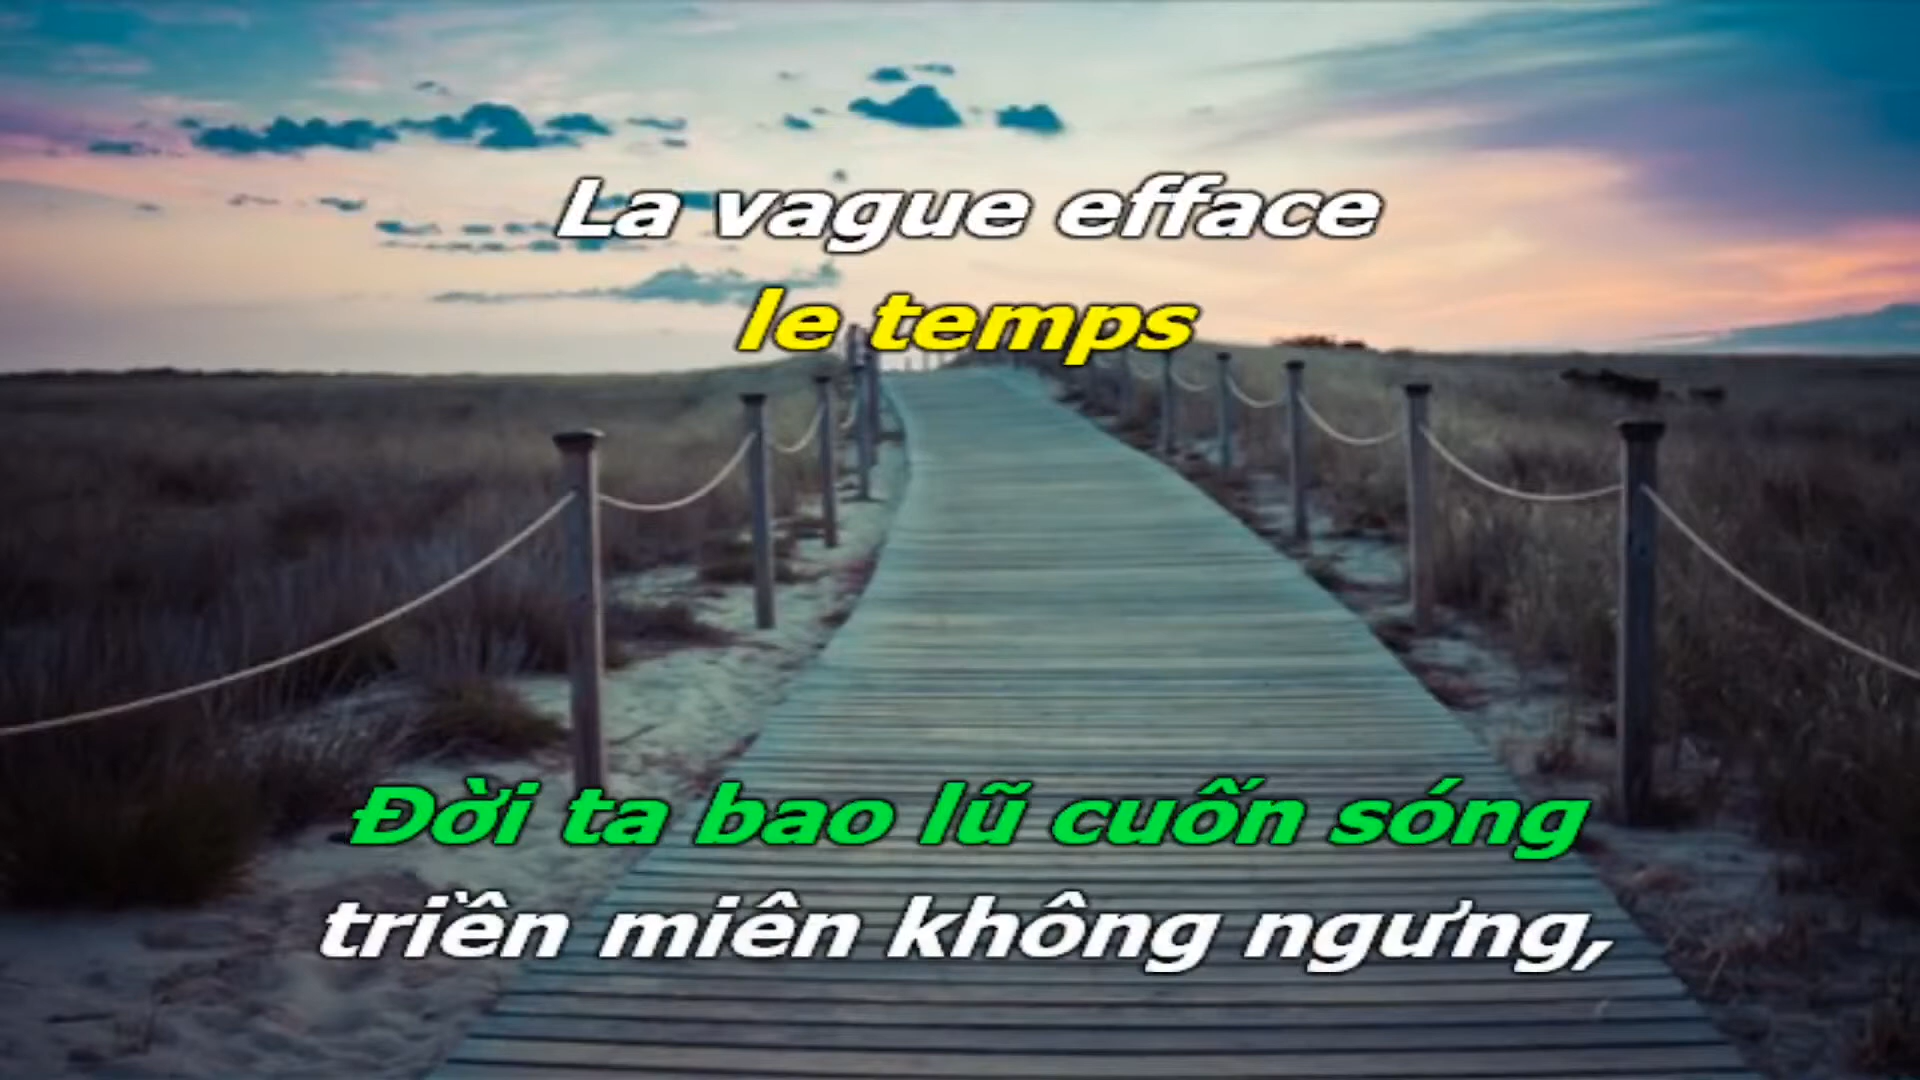 La vague efface
le temps
Đời ta bao lũ cuốn sóng
triền miên không ngưng,